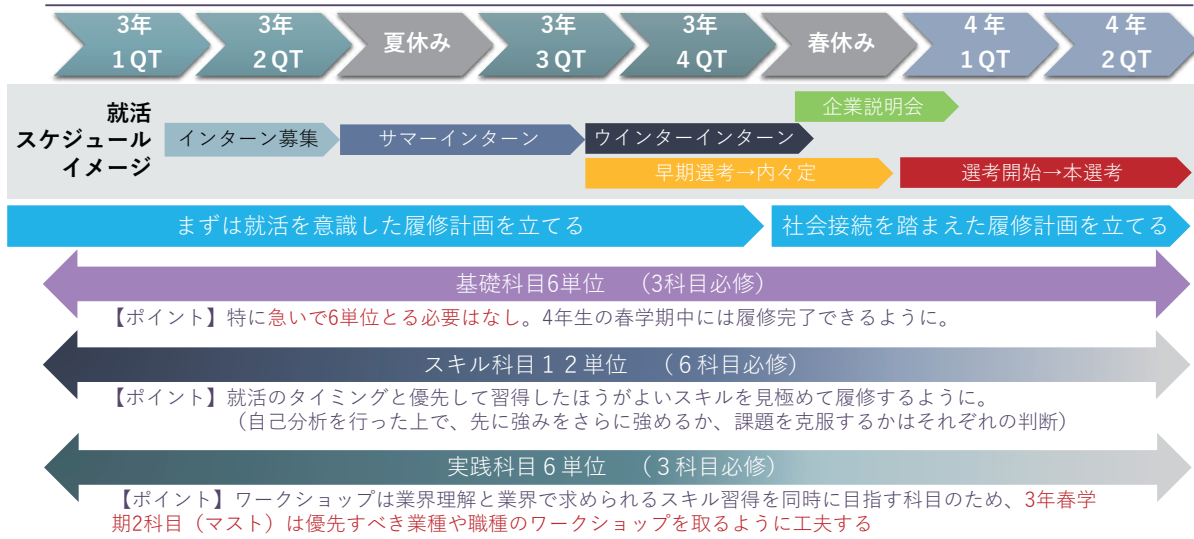 3年
1QT
3年
2QT
夏休み
3年
3QT
3年
4QT
春休み
4年
1QT
4年
2QT
就活
スケジュール
イメージ
企業説明会
インターン募集
サマーインターン
ウインターインターン
早期選考→内々定
選考開始→本選考
まずは就活を意識した履修計画を立てる
社会接続を踏まえた履修計画を立てる
基礎科目6単位 (3科目必修)
【ポイント】特に急いで6単位とる必要はなし。4年生の春学期中には履修完了できるように。
スキル科目12単位 (6科目必修)
【ポイント】就活のタイミングと優先して習得したほうがよいスキルを見極めて履修するように。
(自己分析を行った上で、先に強みをさらに強めるか、課題を克服するかはそれぞれの判断)
実践科目6単位 (3科目必修)
【ポイント】ワークショップは業界理解と業界で求められるスキル習得を同時に目指す科目のため、3年春学
期2科目(マスト)は優先すべき業種や職種のワークショップを取るように工夫する